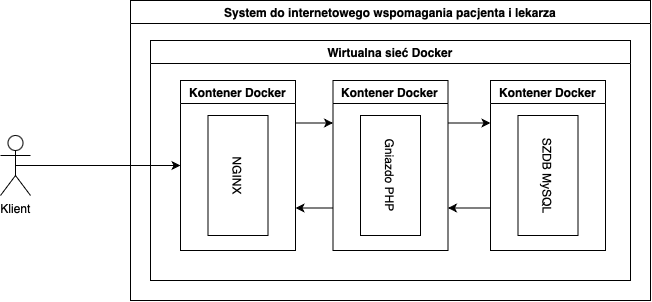 System do internetowego wspomagania pacjenta i lekarza
Wirtualna sieć Docker
Kontener Docker
Kontener Docker
Kontener Docker
NGINX
Gniazdo PHP
SZDB MySQL
Klient